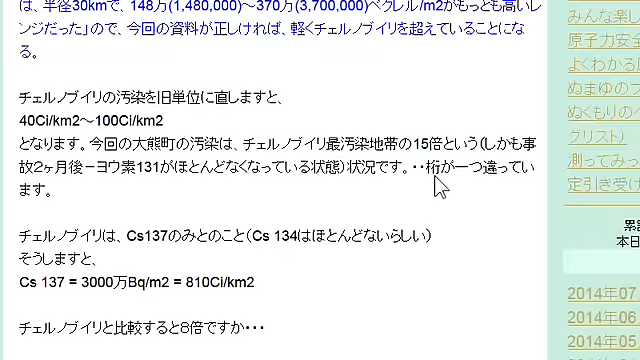 は、半径30kmで、148万(1,480,000)～370万(3,700,000)ベクレル/m2がもっとも高いレ
ンジだった」ので、今回の資料が正しければ、軽くチェルノブイリを超えていることにな
る。
チェルノブイリの汚染を旧単位に直しますと、
40Ci/km2～100Ci/km2
となります。今回の大熊町の汚染は、チェルノブイリ最汚染地帯の15倍という(しかも事
故2ヶ月後－ヨウ素131がほとんどなくなっている状態)状況です。・・桁が一つ違ってい
ます。
チェルノブイリは、Cs137のみとのこと(Cs 134はほとんどないらしい)
そうしますと、
Cs 137 = 3000万Bq/m2 = 810Ci/km2
チェルノブイリと比較すると8倍ですか・・・
みんな楽し
原子力安全
よくわかる原
ぬまゆのブ
ぬくもりのペ
グリスト)
測ってみっ
定引き受け
累計
本日
2014年07
2014年06
2014年05